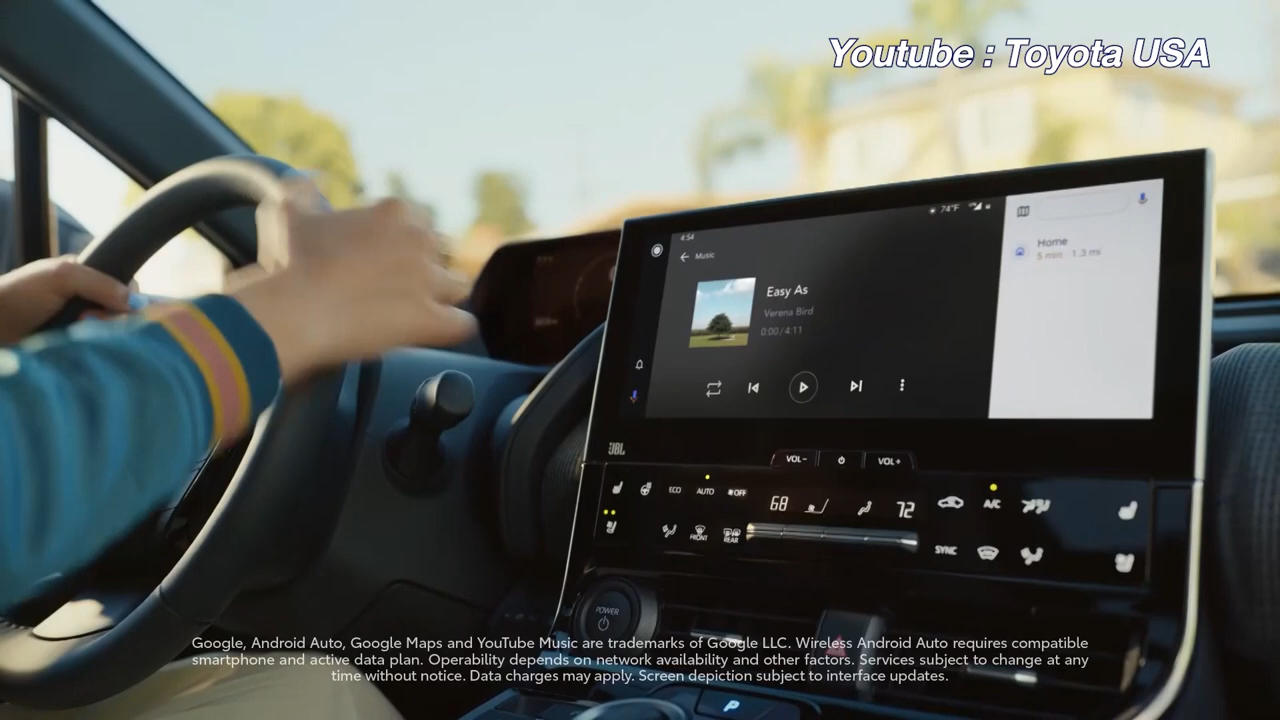 Youtube : Toyota USA
74°F
4:54
Music
Home
5 min 1.3 mi
Easy As
Verena Bird
0:00/4:11
JBL
VOL- VOL+
ECO AUTO OFF 68 72 A/C
FRONT REAR SYNC
POWER
Google, Android Auto, Google Maps and YouTube Music are trademarks of Google LLC. Wireless Android Auto requires compatible
smartphone and active data plan. Operability depends on network availability and other factors. Services subject to change at any
time without notice. Data charges may apply. Screen depiction subject to interface updates.
P